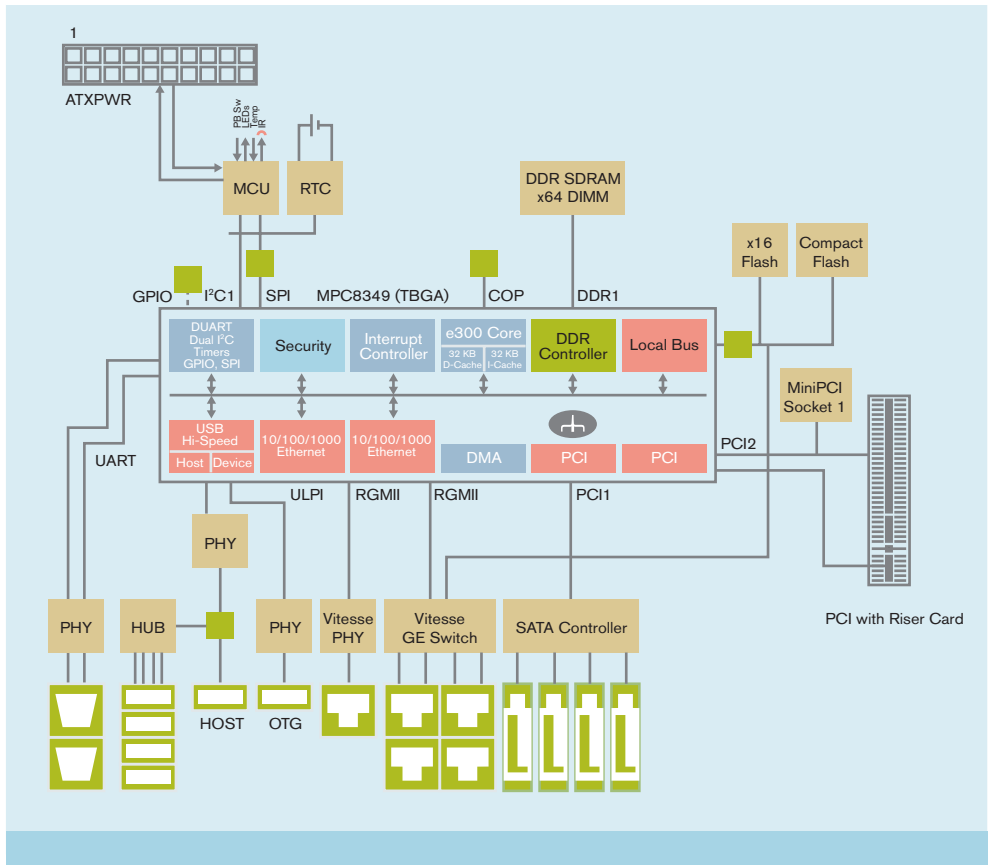 1
ATXPWR
PB Sw
LEDs
Temp
IR
MCU
RTC
DDR SDRAM
x64 DIMM
x16
Flash
Compact
Flash
GPIO
I²C1
SPI
MPC8349 (TBGA)
COP
DDR1
DUART
Dual I²C
Timers
GPIO, SPI
Security
Interrupt
Controller
e300 Core
32 KB
D-Cache
32 KB
I-Cache
DDR
Controller
Local Bus
MiniPCI
Socket 1
USB
Hi-Speed
Host
Device
10/100/1000
Ethernet
10/100/1000
Ethernet
DMA
PCI
PCI
PCI2
UART
ULPI
RGMII
RGMII
PCI1
PHY
PHY
HUB
PHY
Vitesse
PHY
Vitesse
GE Switch
SATA Controller
PCI with Riser Card
HOST
OTG